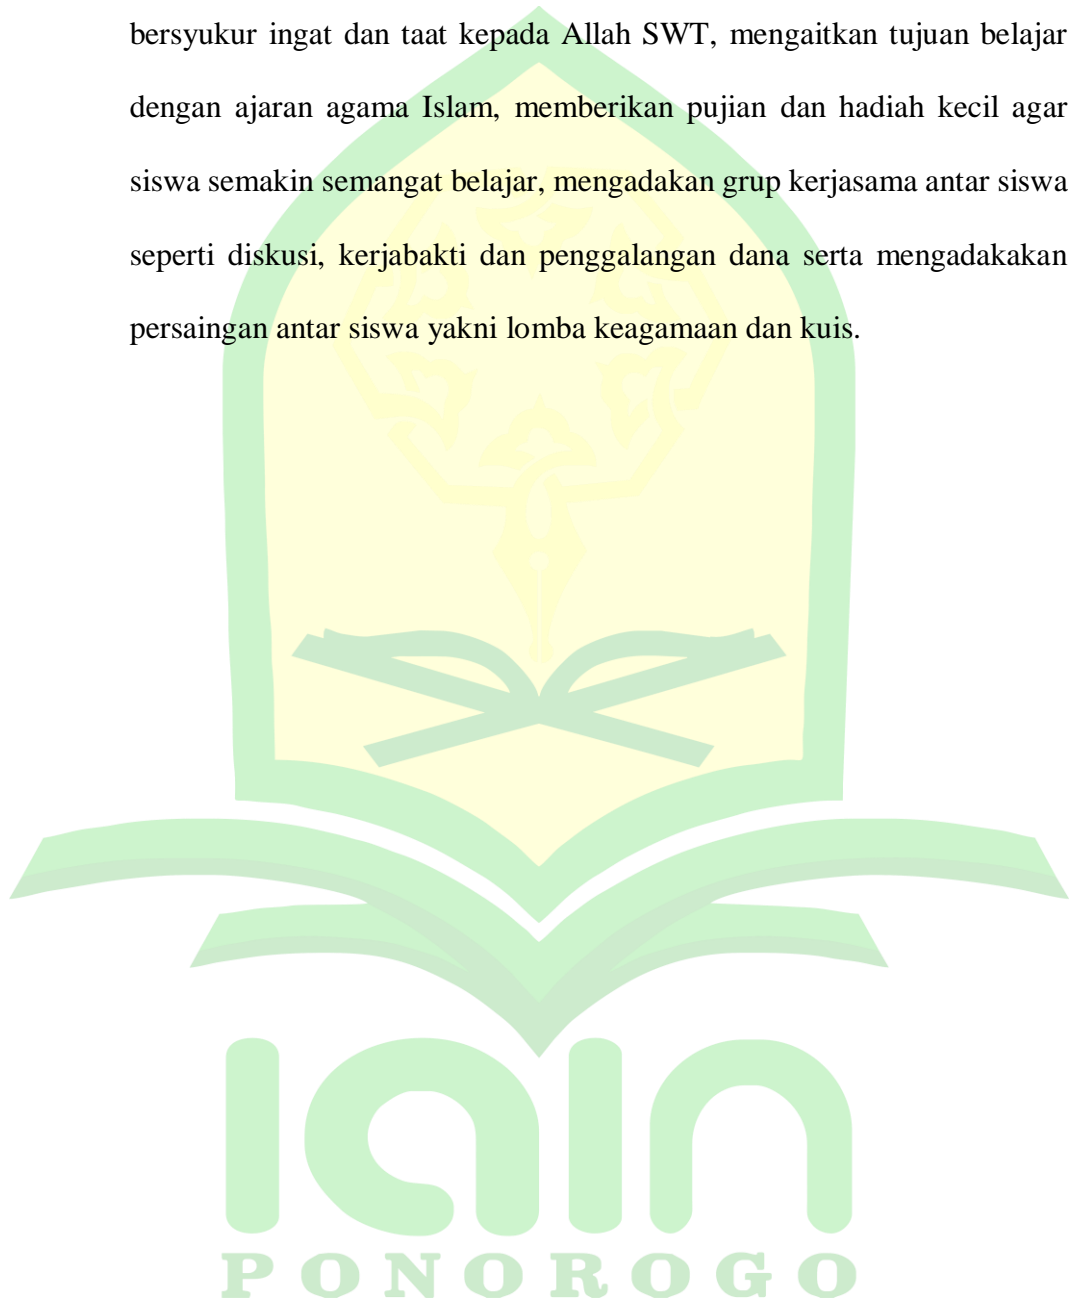 bersyukur ingat dan taat kepada Allah SWT, mengaitkan tujuan belajar
dengan ajaran agama Islam, memberikan pujian dan hadiah kecil agar
siswa semakin semangat belajar, mengadakan grup kerjasama antar siswa
seperti diskusi, kerjabakti dan penggalangan dana serta mengadakakan
persaingan antar siswa yakni lomba keagamaan dan kuis.
iain
PONOROGO